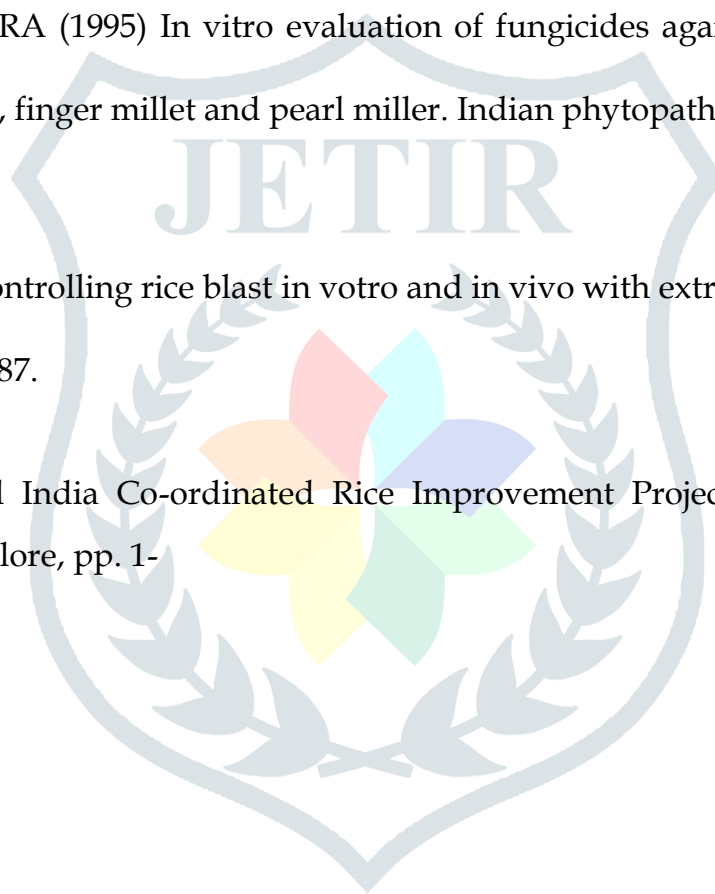 RA (1995) In vitro evaluation of fungicides aga
, finger millet and pearl miller. Indian phytopath
JETIR
ontrolling rice blast in votro and in vivo with extr
87.
l India Co-ordinated Rice Improvement Projec
lore, pp. 1-